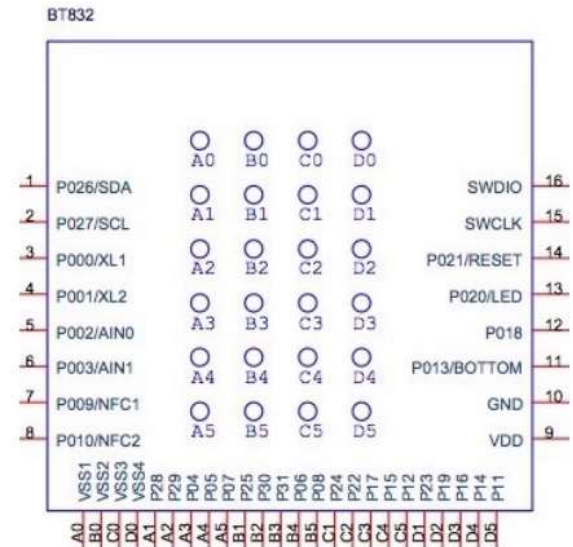 BT832
A0 B0 C0 D0
1 P026/SDA A1 B1 C1 D1 SWDIO 16
2 P027/SCL SWCLK 15
3 P000/XL1 A2 B2 C2 D2 P021/RESET 14
4 P001/XL2 P020/LED 13
5 P002/AIN0 A3 B3 C3 D3 P018 12
6 P003/AIN1 A4 B4 C4 D4 P013/BOTTOM 11
7 P009/NFC1 GND 10
8 P010/NFC2 A5 B5 C5 D5 VDD 9
VSS1 VSS2 VSS3 VSS4 P28 P29 P04 P05 P07 P25 P30 P31 P06 P08 P24 P22 P17 P15 P12 P23 P19 P16 P14 P11
A0 B0 C0 D0 A1 A2 A3 A4 A5 B1 B2 B3 B4 B5 C1 C2 C3 C4 C5 D1 D2 D3 D4 D5